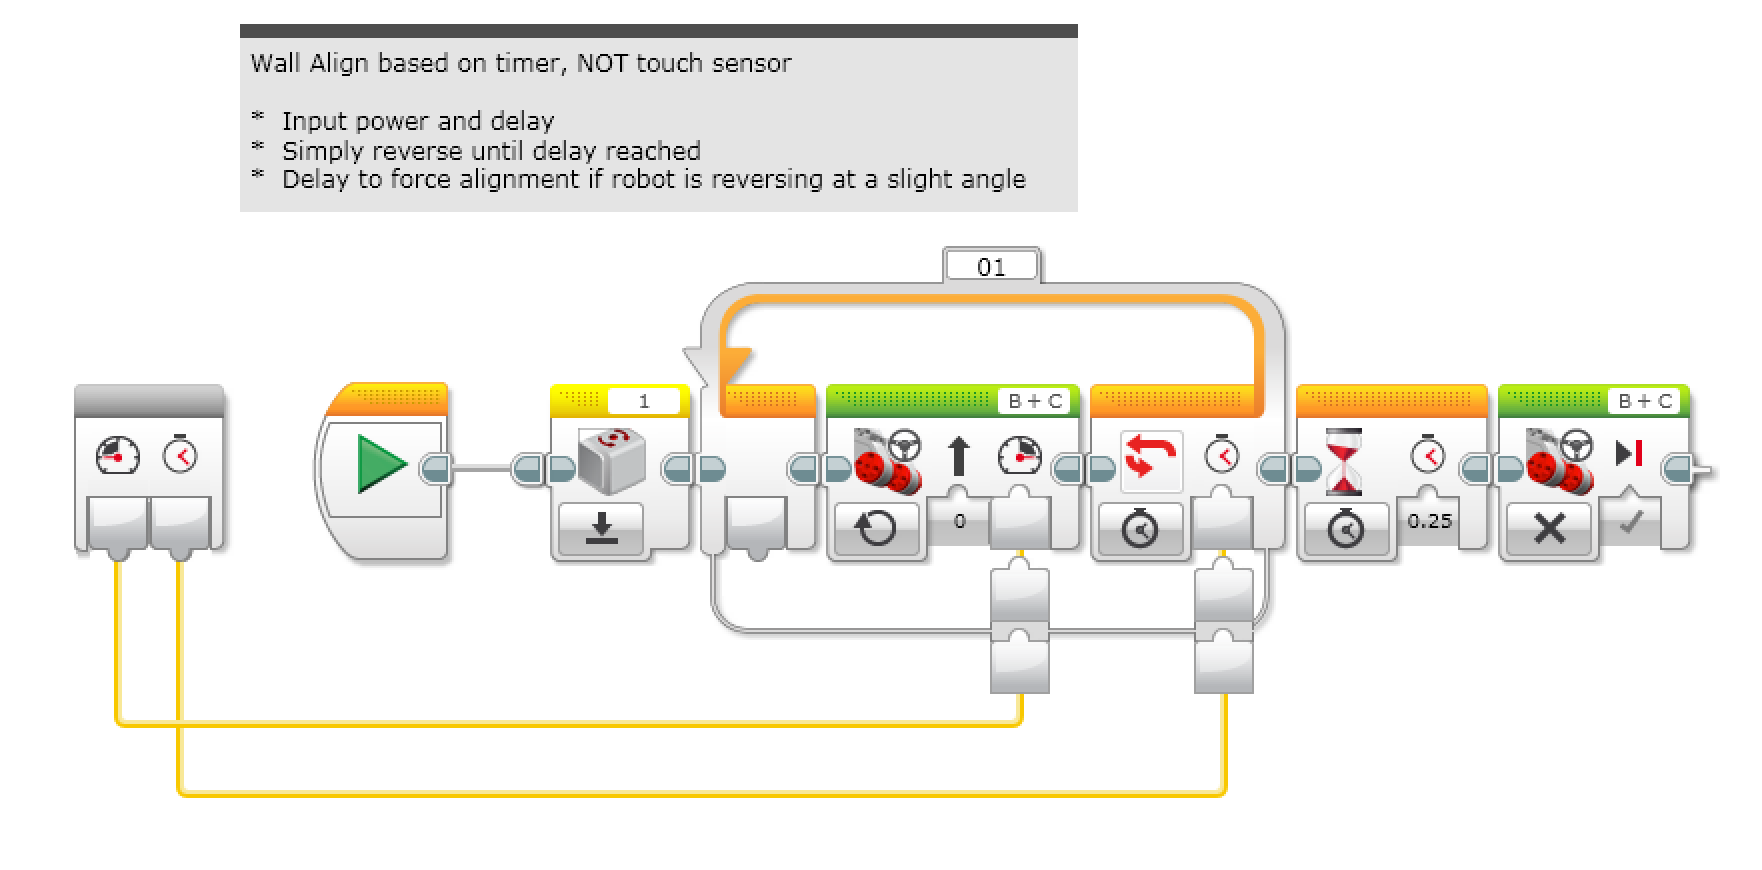 Wall Align based on timer, NOT touch sensor
* Input power and delay
* Simply reverse until delay reached
* Delay to force alignment if robot is reversing at a slight angle
01
1
B + C
B + C
0
0.25